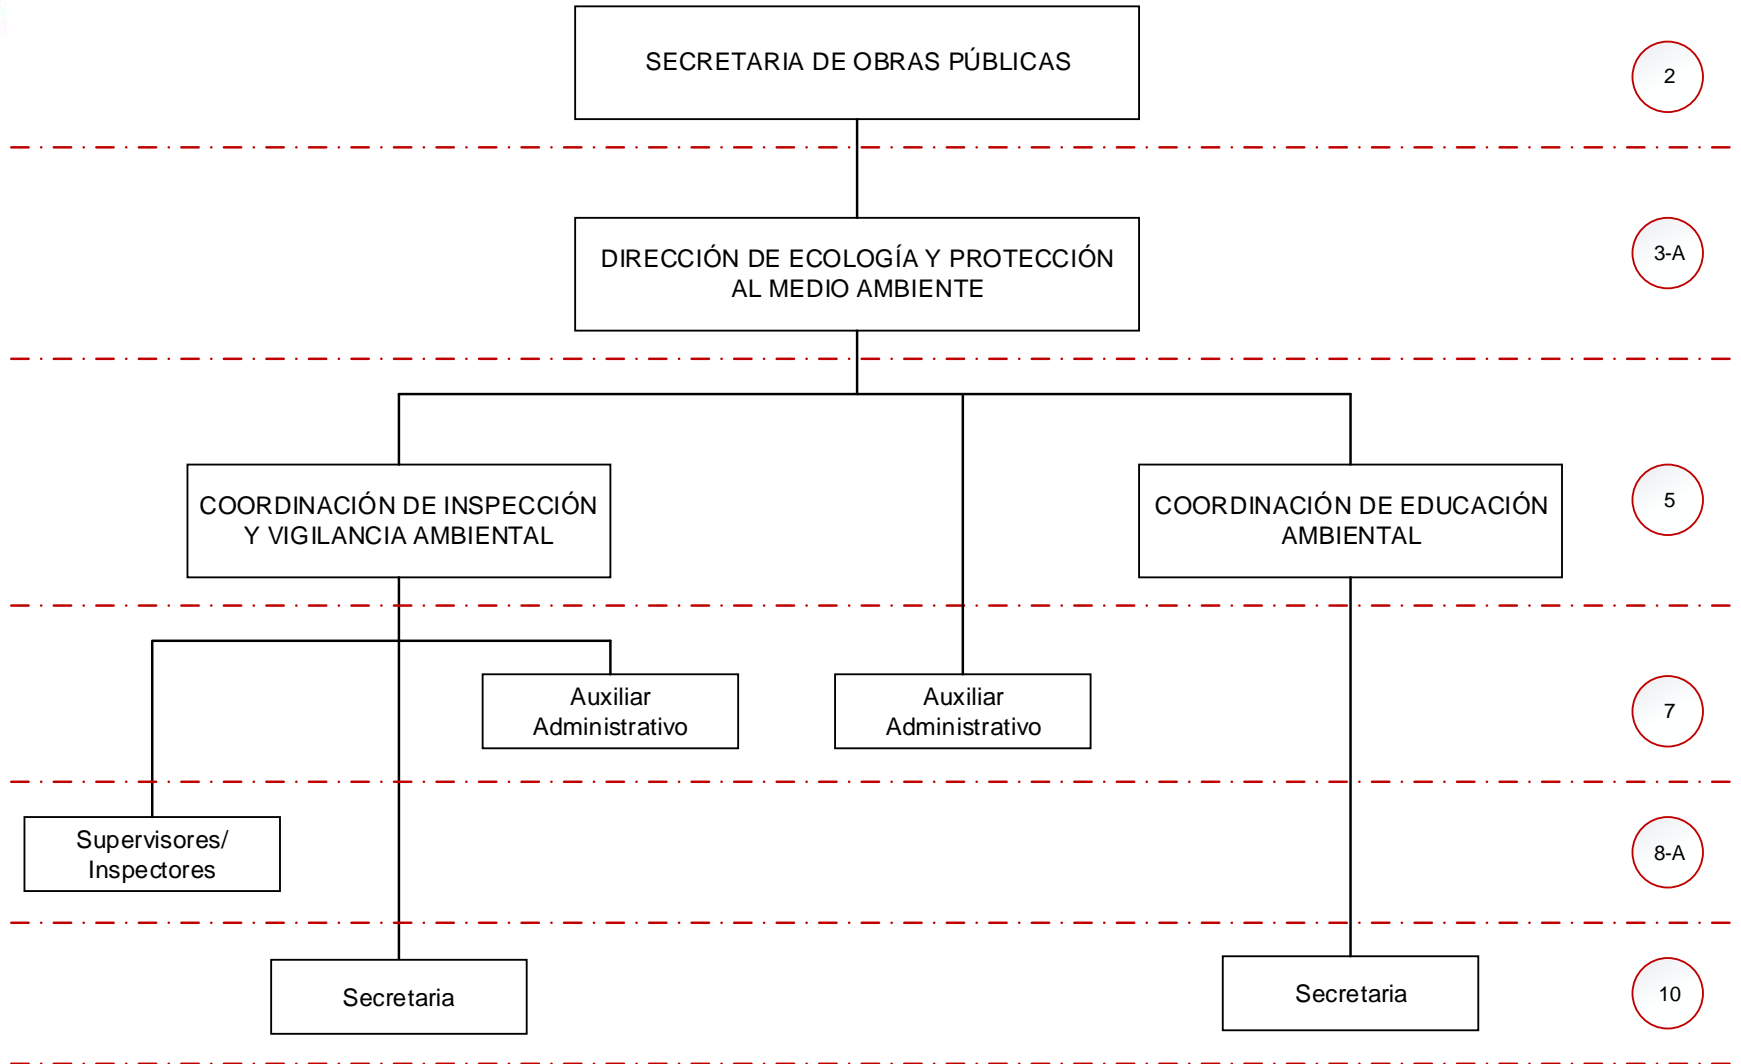 SECRETARIA DE OBRAS PÚBLICAS
2
DIRECCIÓN DE ECOLOGÍA Y PROTECCIÓN
AL MEDIO AMBIENTE
3-A
COORDINACIÓN DE INSPECCIÓN
Y VIGILANCIA AMBIENTAL
COORDINACIÓN DE EDUCACIÓN
AMBIENTAL
5
Auxiliar
Administrativo
Auxiliar
Administrativo
7
Supervisores/
Inspectores
8-A
Secretaria
Secretaria
10